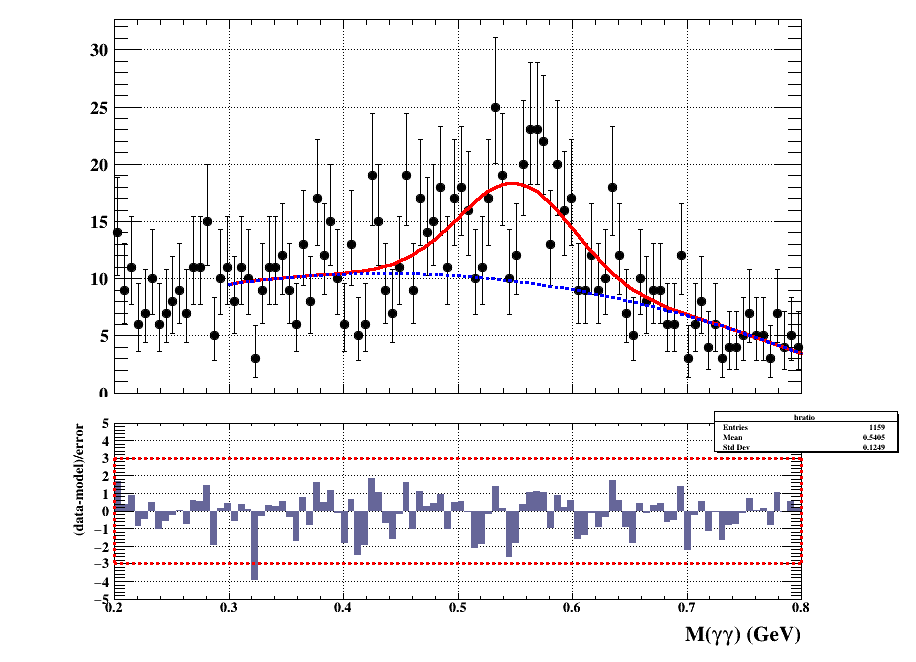 30
25
20
15
10
5
0
hratio
Entries 1159
Mean 0.5405
Std Dev 0.1249
(data-model)/error
5
4
3
2
1
0
−1
−2
−3
−4
−5
0.2 0.3 0.4 0.5 0.6 0.7 0.8
M(γγ) (GeV)